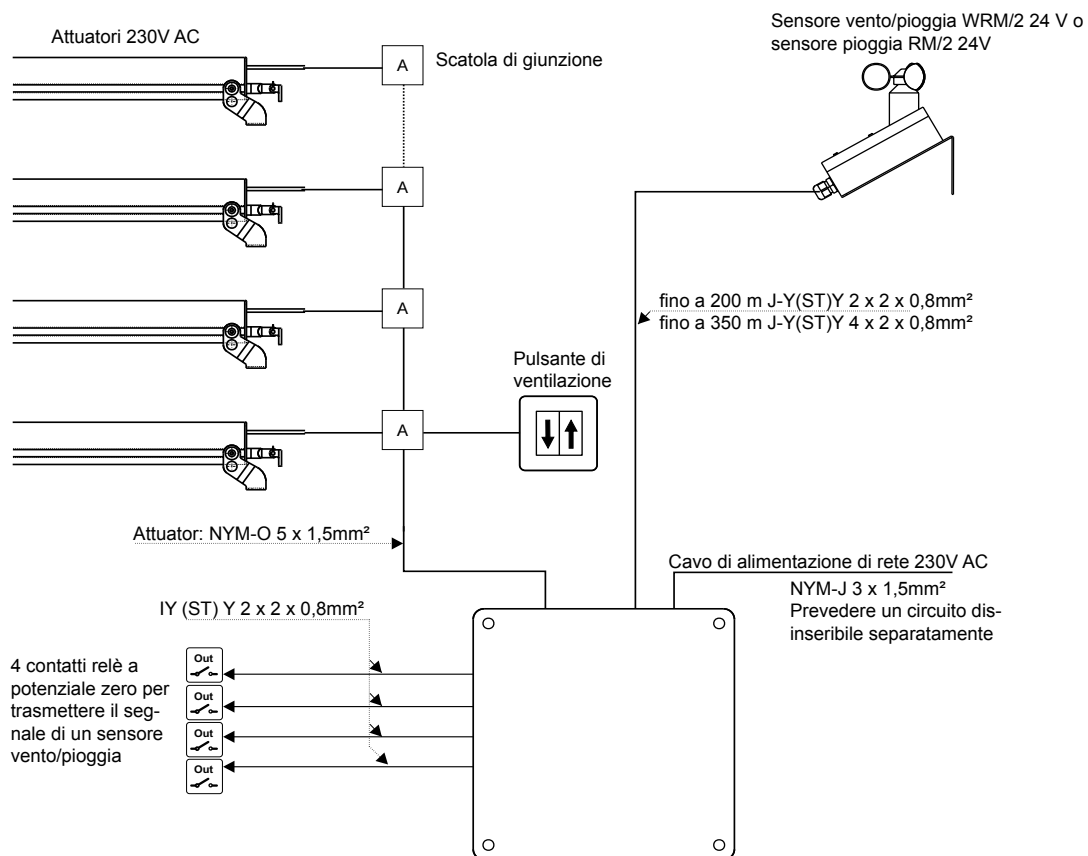 Sensore vento/pioggia WRM/2 24 V o
sensore pioggia RM/2 24V
Attuatori 230V AC
A
Scatola di giunzione
A
A
fino a 200 m J-Y(ST)Y 2 x 2 x 0,8mm²
fino a 350 m J-Y(ST)Y 4 x 2 x 0,8mm²
Pulsante di
ventilazione
A
Attuator: NYM-O 5 x 1,5mm²
Cavo di alimentazione di rete 230V AC
NYM-J 3 x 1,5mm²
Prevedere un circuito dis-
inseribile separatamente
IY (ST) Y 2 x 2 x 0,8mm²
4 contatti relè a
potenziale zero per
trasmettere il seg-
nale di un sensore
vento/pioggia
Out
Out
Out
Out